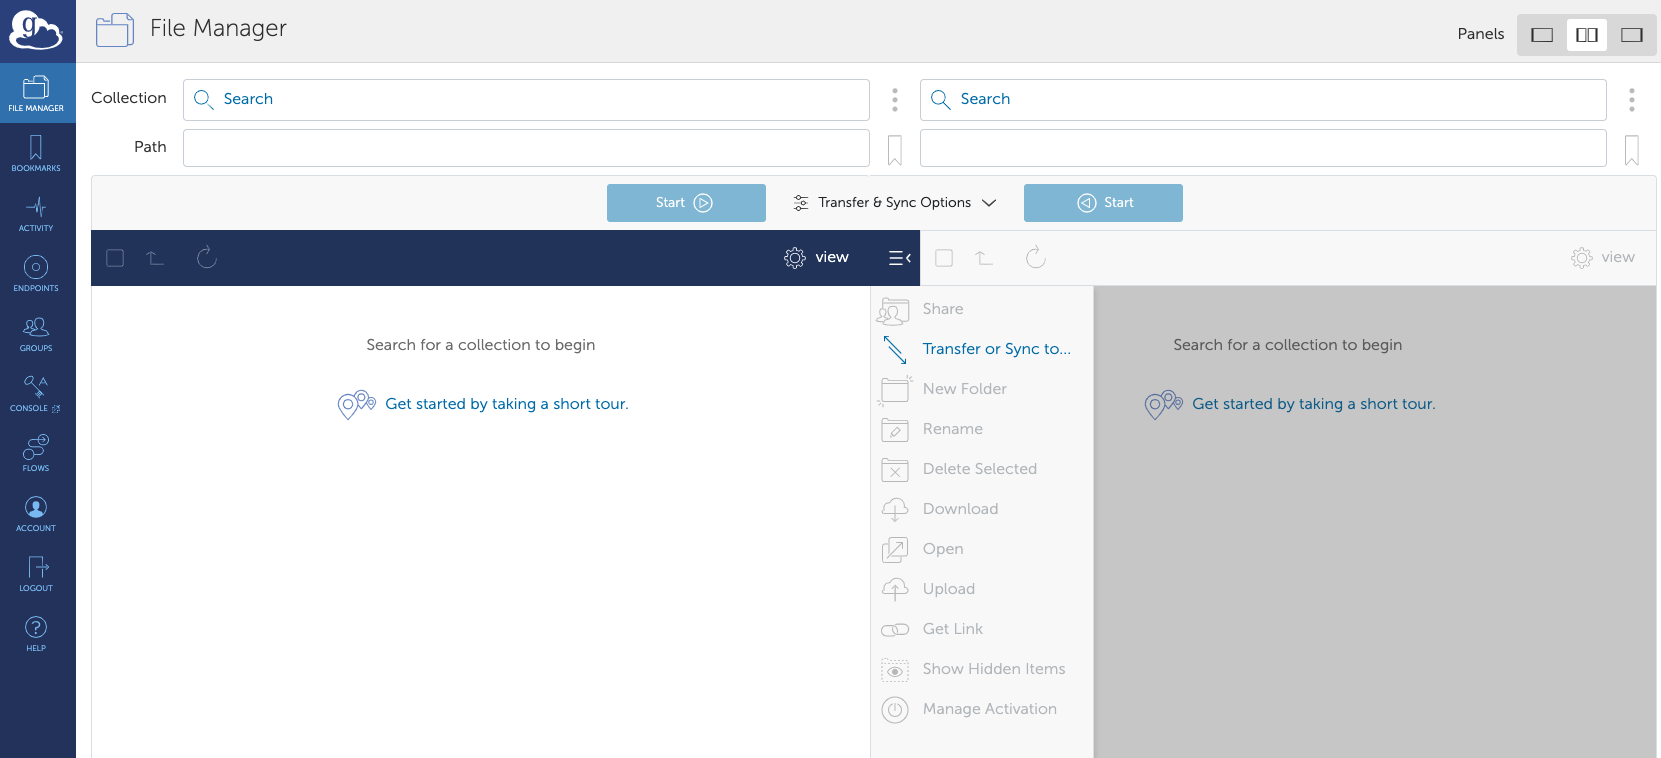 g
File Manager
Panels
FILE MANAGER
BOOKMARKS
ACTIVITY
ENDPOINTS
GROUPS
CONSOLE
FLOWS
ACCOUNT
LOGOUT
HELP
Collection
Search
Search
Path
Start
Transfer & Sync Options
Start
view
view
Search for a collection to begin
Get started by taking a short tour.
Share
Transfer or Sync to...
New Folder
Rename
Delete Selected
Download
Open
Upload
Get Link
Show Hidden Items
Manage Activation
Search for a collection to begin
Get started by taking a short tour.